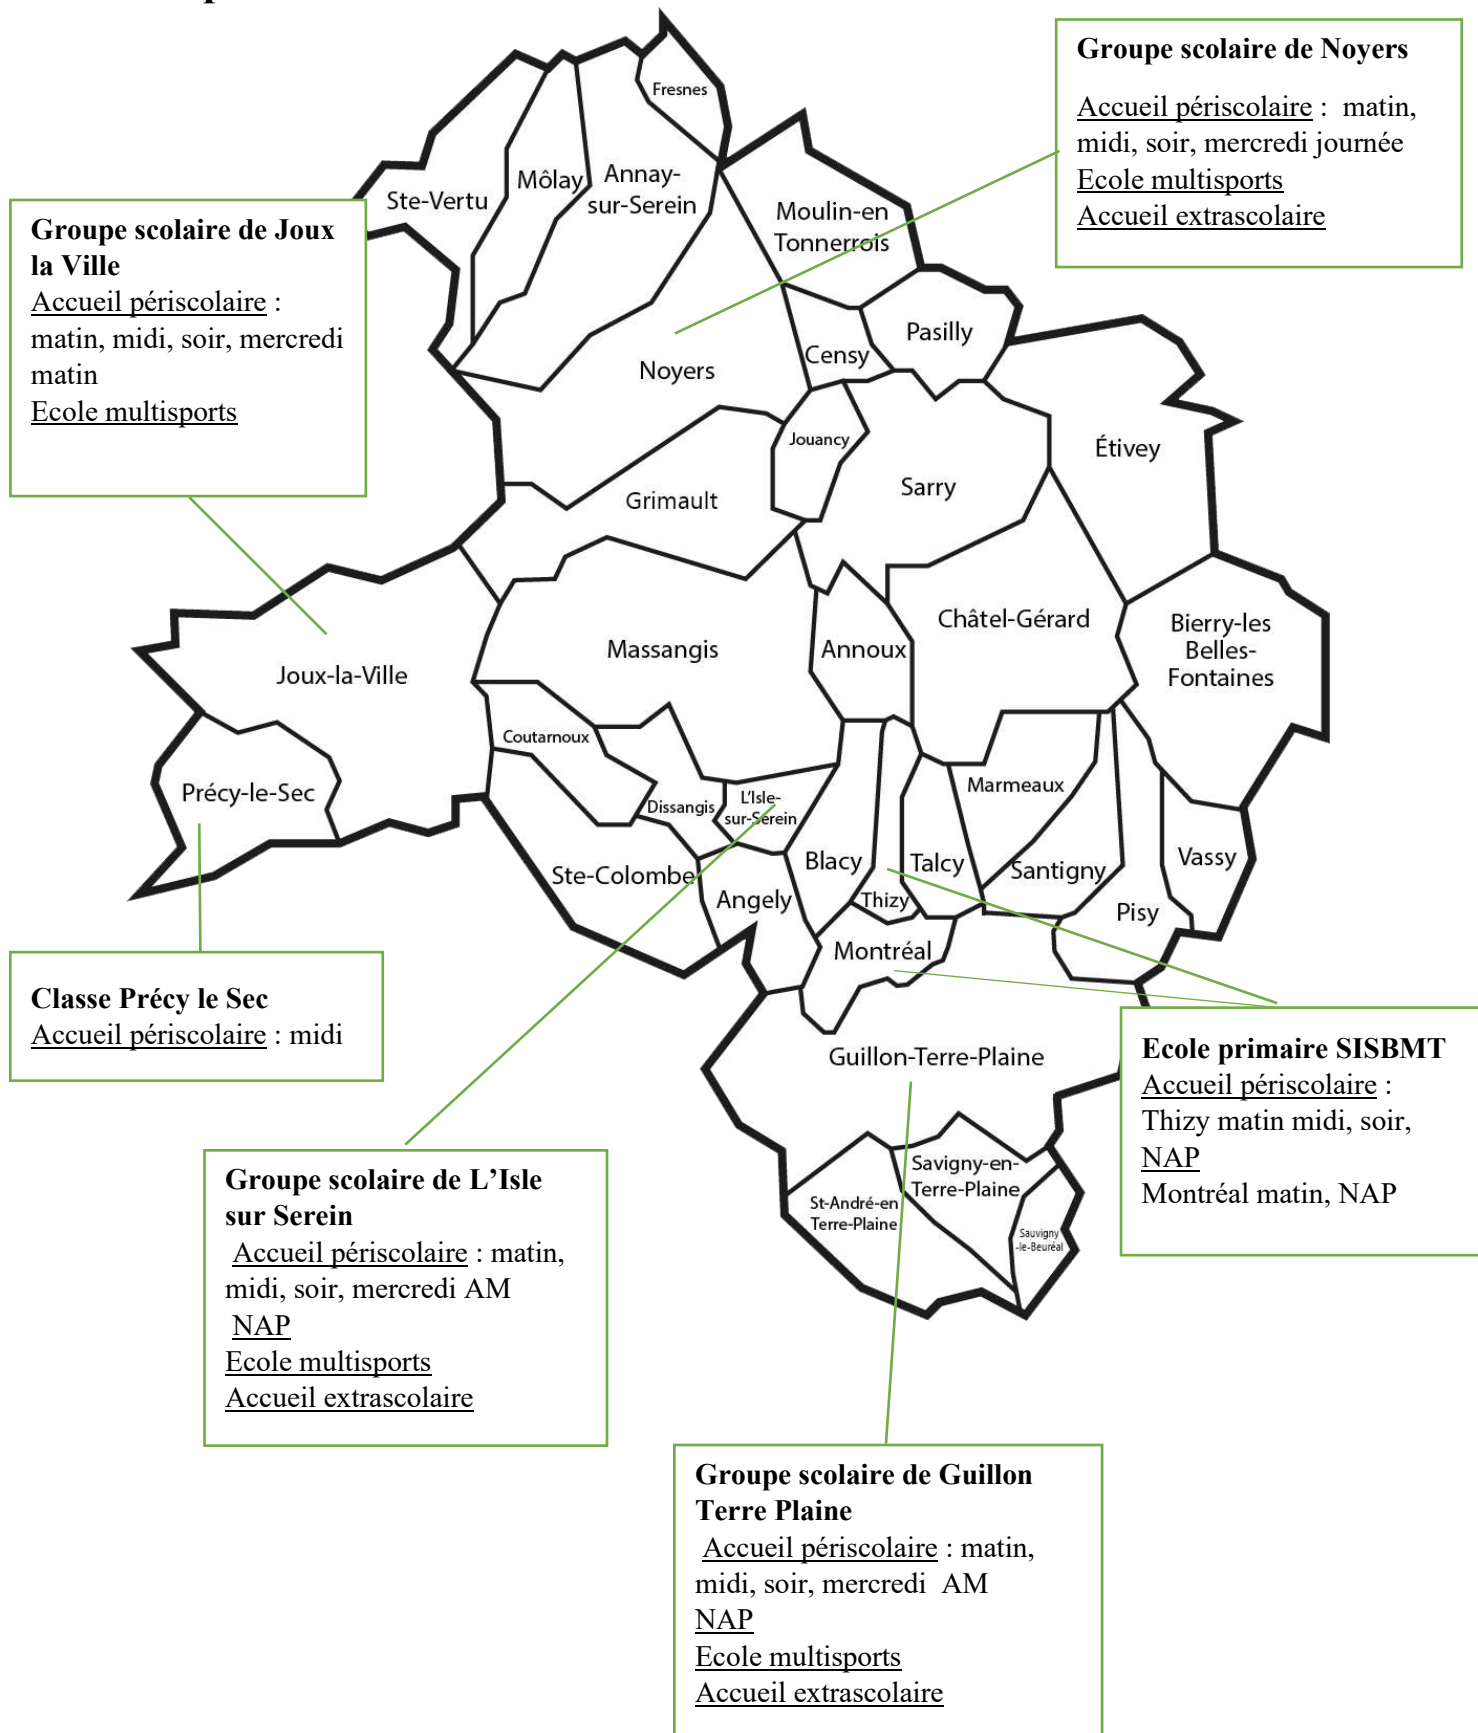 Fresnes
Groupe scolaire de Noyers
Accueil périscolaire : matin,
midi, soir, mercredi journée
Ecole multisports
Accueil extrascolaire
Ste-Vertu
Môlay
Annay-
sur-Serein
Moulin-en
Tonnerrois
Groupe scolaire de Joux
la Ville
Accueil périscolaire :
matin, midi, soir, mercredi
matin
Ecole multisports
Noyers
Censy
Pasilly
Jouancy
Étivey
Grimault
Sarry
Joux-la-Ville
Massangis
Annoux
Châtel-Gérard
Bierry-les
Belles-
Fontaines
Coutarnoux
Précy-le-Sec
Dissangis
L'Isle-
sur-Serein
Marmeaux
Ste-Colombe
Angely
Blacy
Thizy
Talcy
Santigny
Vassy
Pisy
Montréal
Classe Précy le Sec
Accueil périscolaire : midi
Guillon-Terre-Plaine
Ecole primaire SISBMT
Accueil périscolaire :
Thizy matin midi, soir,
NAP
Montréal matin, NAP
Savigny-en-
Terre-Plaine
St-André-en
Terre-Plaine
Sauvigny
-le-Beuréal
Groupe scolaire de L’Isle
sur Serein
Accueil périscolaire : matin,
midi, soir, mercredi AM
NAP
Ecole multisports
Accueil extrascolaire
Groupe scolaire de Guillon
Terre Plaine
Accueil périscolaire : matin,
midi, soir, mercredi  AM
NAP
Ecole multisports
Accueil extrascolaire